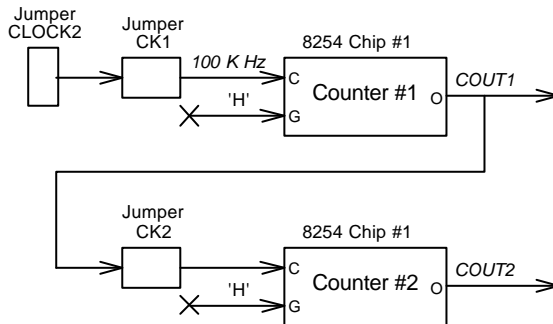 Jumper
CLOCK2
Jumper
CK1
100 K Hz
'H'
8254 Chip #1
C
G
Counter #1
O
COUT1
Jumper
CK2
'H'
8254 Chip #1
C
G
Counter #2
O
COUT2